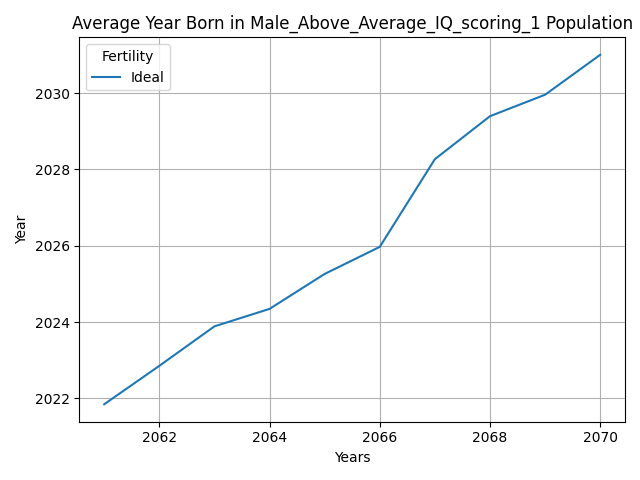 Average Year Born in Male_Above_Average_IQ_scoring_1 Population
Fertility
Ideal
2030
2028
2026
2024
2022
Year
2062 2064 2066 2068 2070
Years